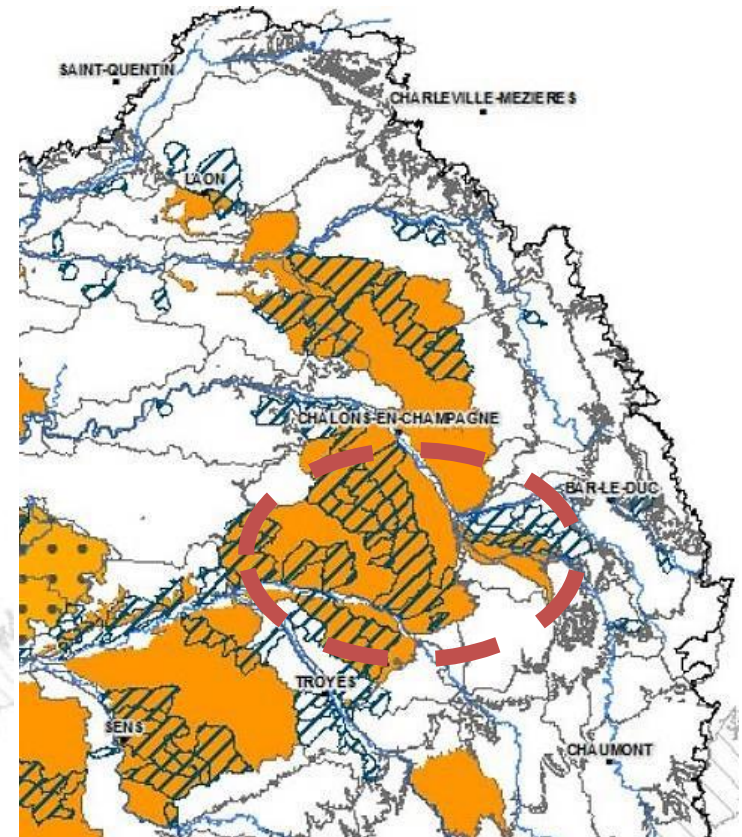 SAINT-QUENTIN
CHARLEVILLE-MEZIERES
LAON
CHALONS-EN-CHAMPAGNE
BAR-LE-DUC
TROYES
SENS
CHAUMONT